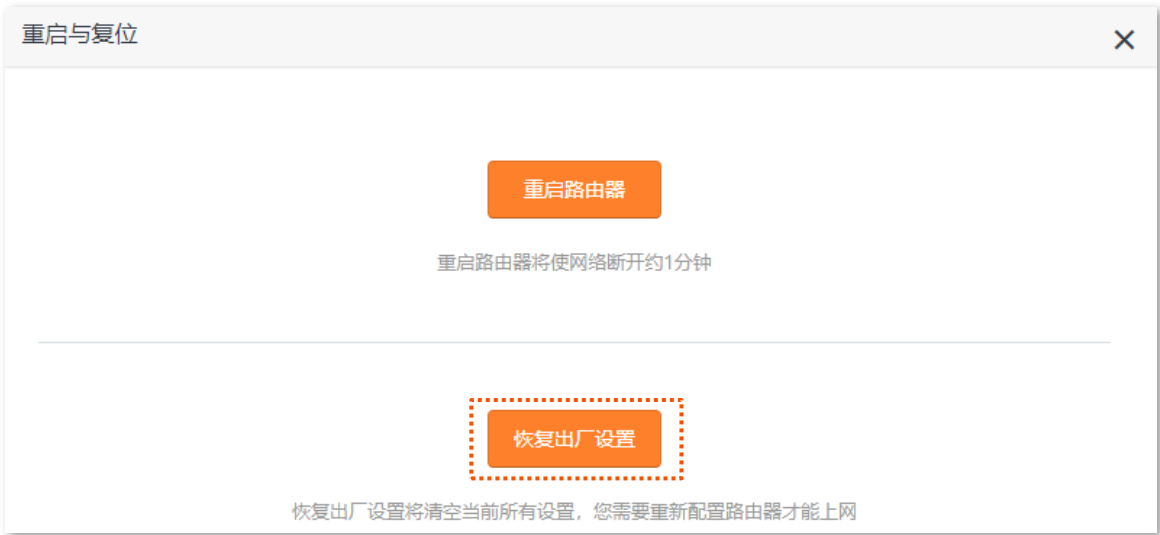 重启与复位
重启路由器
重启路由器将使网络断开约1分钟
恢复出厂设置
恢复出厂设置将清空当前所有设置，您需要重新配置路由器才能上网